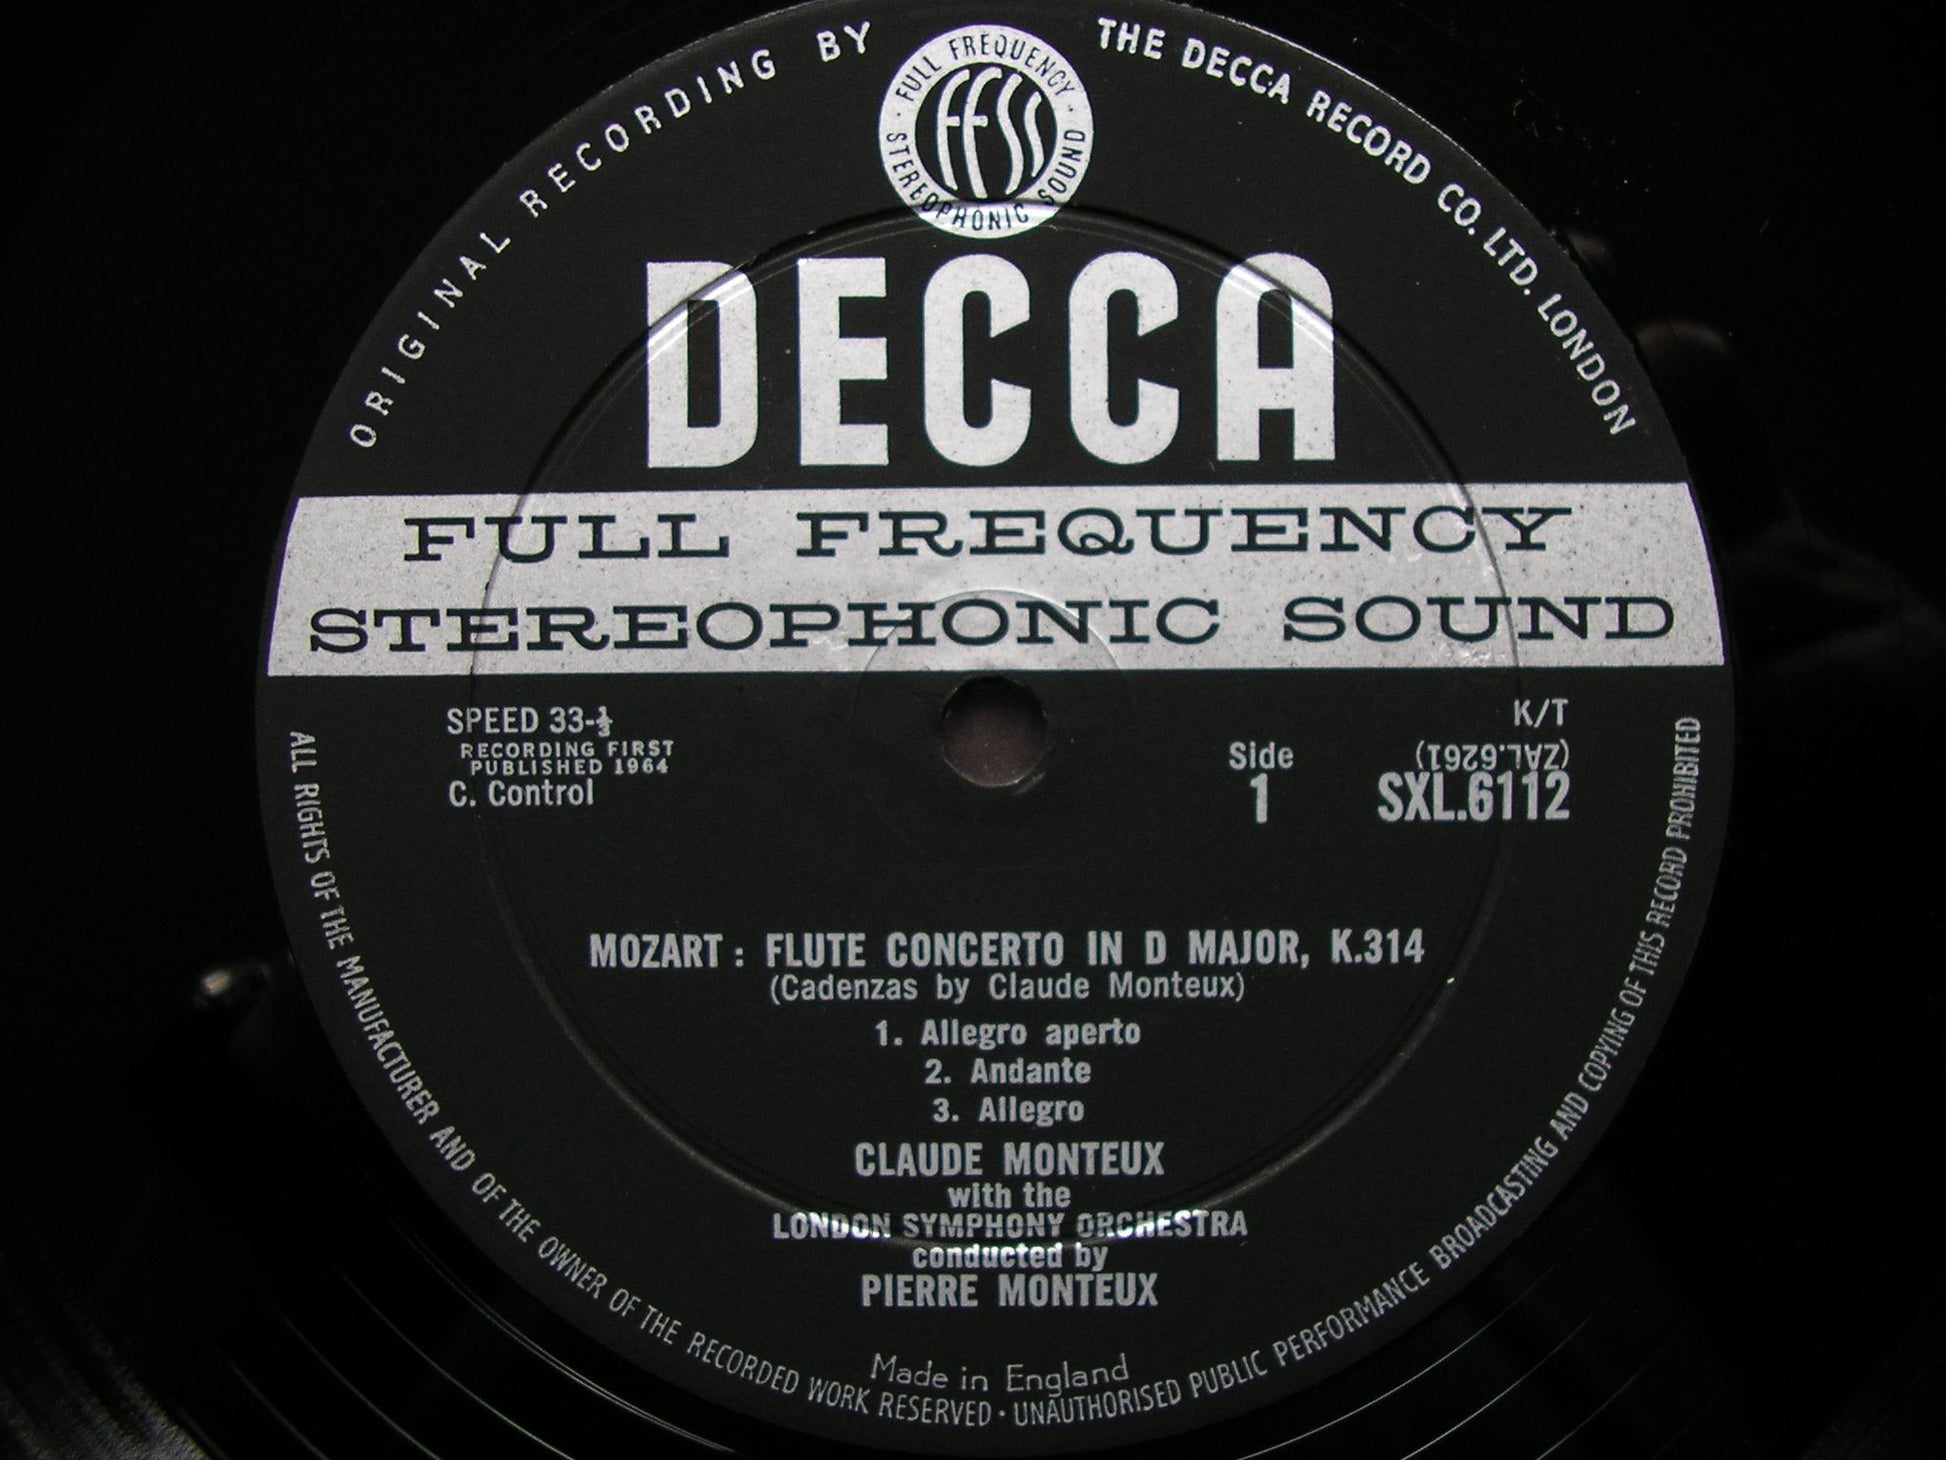 ORIGINAL RECORDING BY
THE DECCA RECORD CO. LTD. LONDON
· FULL FREQUENCY ·
FFSS
STEREOPHONIC SOUND
DECCA
FULL FREQUENCY
STEREOPHONIC SOUND
SPEED 33-⅓
RECORDING FIRST
PUBLISHED 1964
C. Control
K/T
(ZAL.6261)
Side
1
SXL.6112
MOZART : FLUTE CONCERTO IN D MAJOR, K.314
(Cadenzas by Claude Monteux)
1. Allegro aperto
2. Andante
3. Allegro
CLAUDE MONTEUX
with the
LONDON SYMPHONY ORCHESTRA
conducted by
PIERRE MONTEUX
Made in England
ALL RIGHTS OF THE MANUFACTURER AND OF THE OWNER OF THE RECORDED WORK RESERVED · UNAUTHORISED PUBLIC PERFORMANCE BROADCASTING AND COPYING OF THIS RECORD PROHIBITED